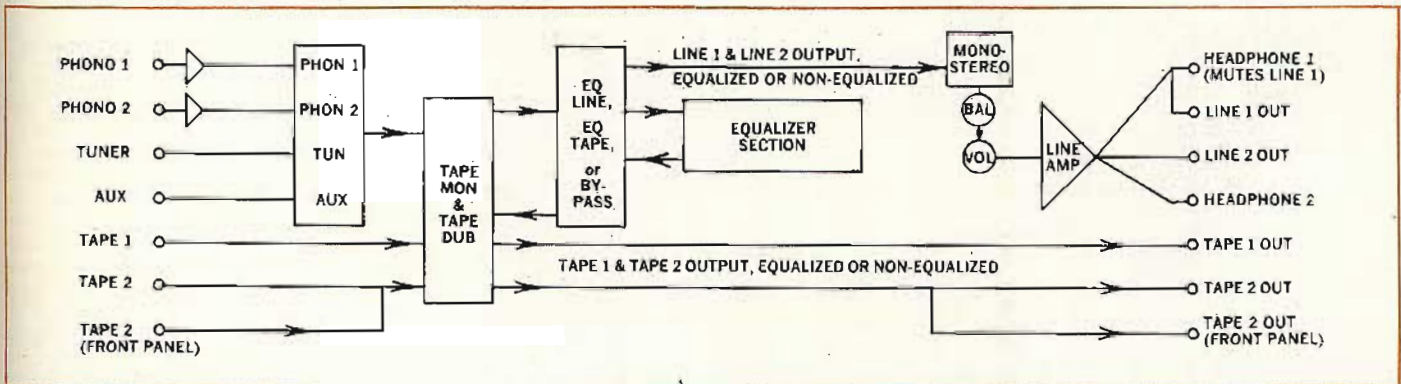 PHONO 1
PHONO 2
TUNER
AUX
TAPE 1
TAPE 2
TAPE 2
(FRONT PANEL)
PHON 1
PHON 2
TUN
AUX
TAPE
MON
&
TAPE
DUB
EQ
LINE,
EQ
TAPE,
or
BY-
PASS
LINE 1 & LINE 2 OUTPUT,
EQUALIZED OR NON-EQUALIZED
EQUALIZER
SECTION
MONO-
STEREO
BAL
VOL
LINE
AMP
HEADPHONE 1
(MUTES LINE 1)
LINE 1 OUT
LINE 2 OUT
HEADPHONE 2
TAPE 1 OUT
TAPE 1 & TAPE 2 OUTPUT, EQUALIZED OR NON-EQUALIZED
TAPE 2 OUT
TAPE 2 OUT
(FRONT PANEL)